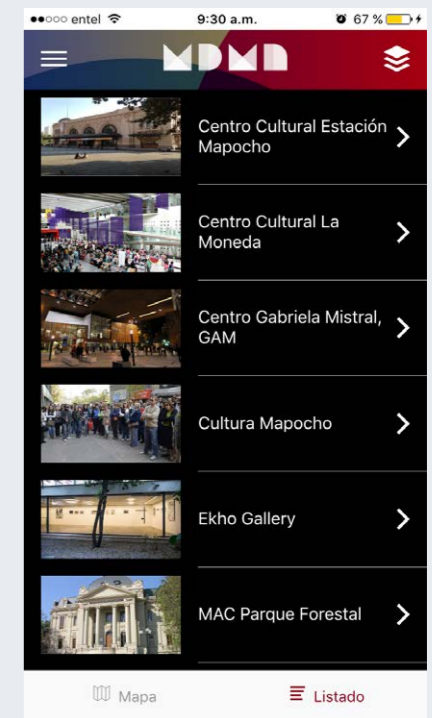 entel
9:30 a.m.
67 %
MDMD
Centro Cultural Estación
Mapocho
Centro Cultural La
Moneda
Centro Gabriela Mistral,
GAM
Cultura Mapocho
Ekho Gallery
MAC Parque Forestal
Mapa
Listado